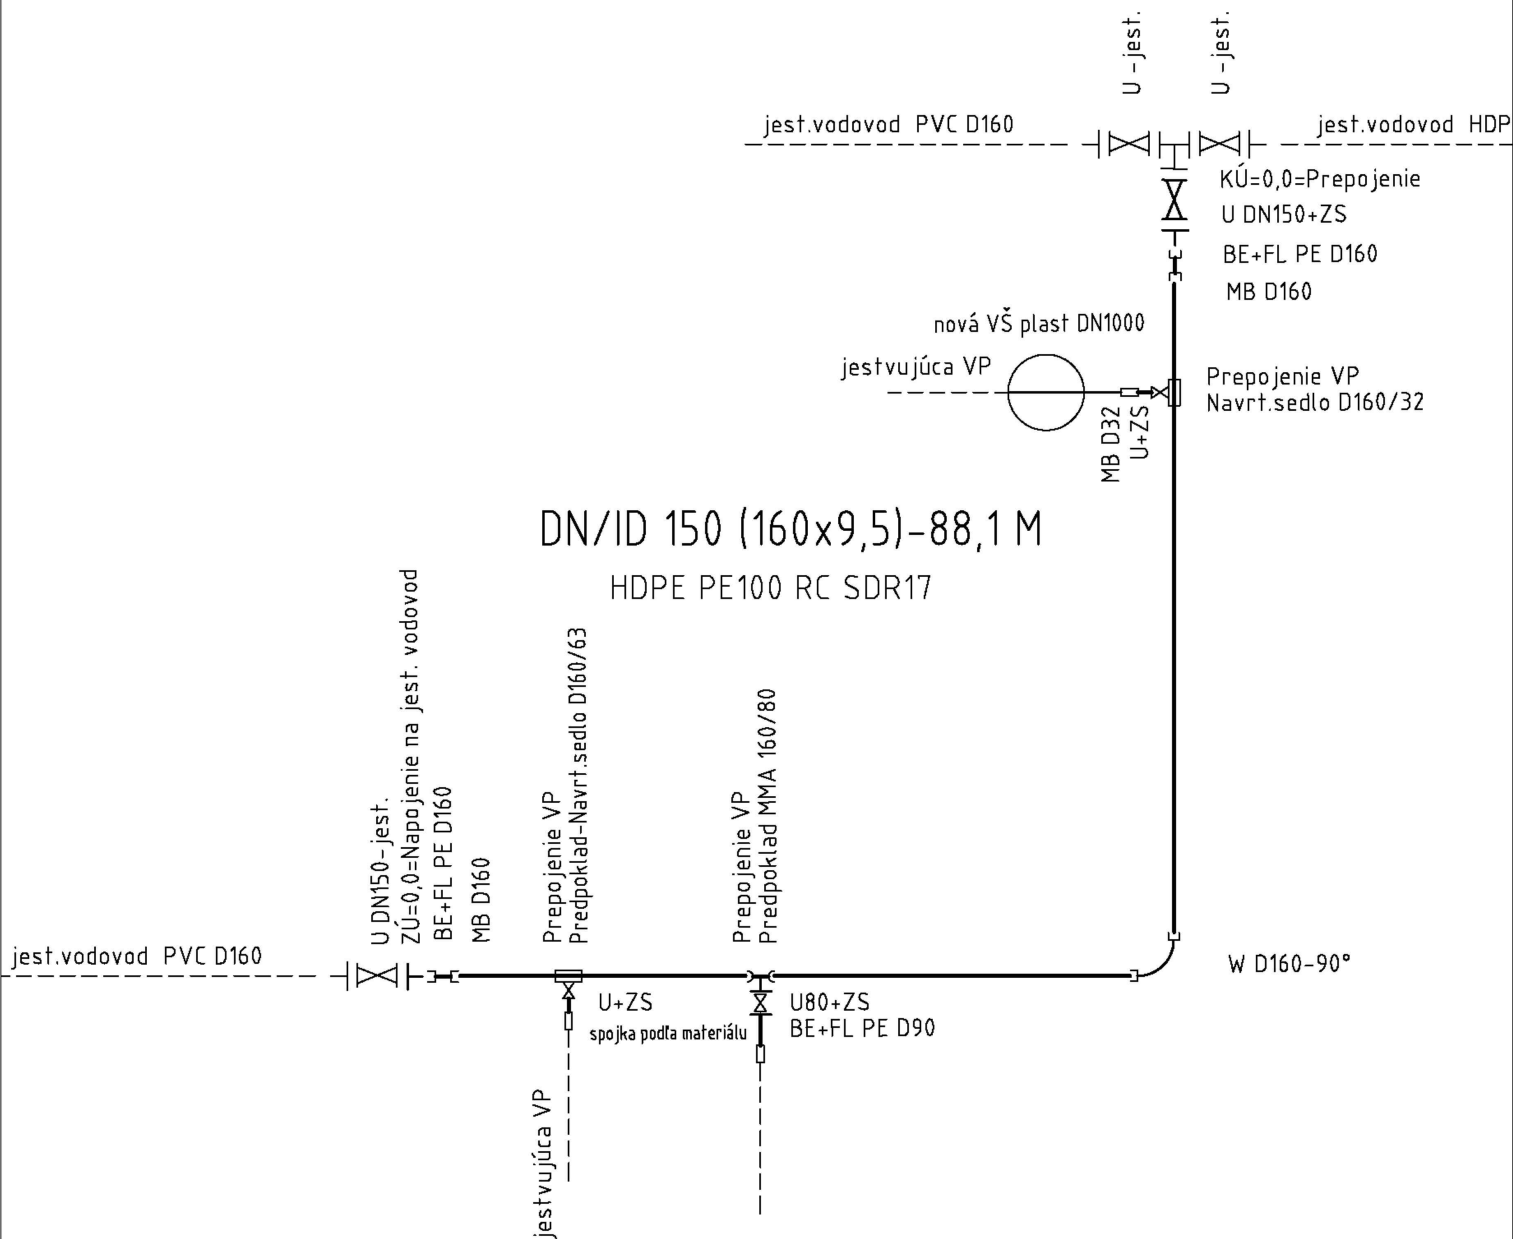 U -jest.
U -jest.
jest.vodovod PVC D160
jest.vodovod HDP
KÚ=0,0=Prepojenie
U DN150+ZS
BE+FL PE D160
MB D160
nová VŠ plast DN1000
jestvujúca VP
Prepojenie VP
Navrt.sedlo D160/32
MB D32
U+ZS
DN/ID 150 (160x9,5)-88,1 M
HDPE PE100 RC SDR17
U DN150-jest.
ZÚ=0,0=Napojenie na jest. vodovod
BE+FL PE D160
MB D160
Prepojenie VP
Predpoklad-Navrt.sedlo D160/63
Prepojenie VP
Predpoklad MMA 160/80
jest.vodovod PVC D160
W D160-90°
U+ZS
spojka podľa materiálu
U80+ZS
BE+FL PE D90
jestvujúca VP